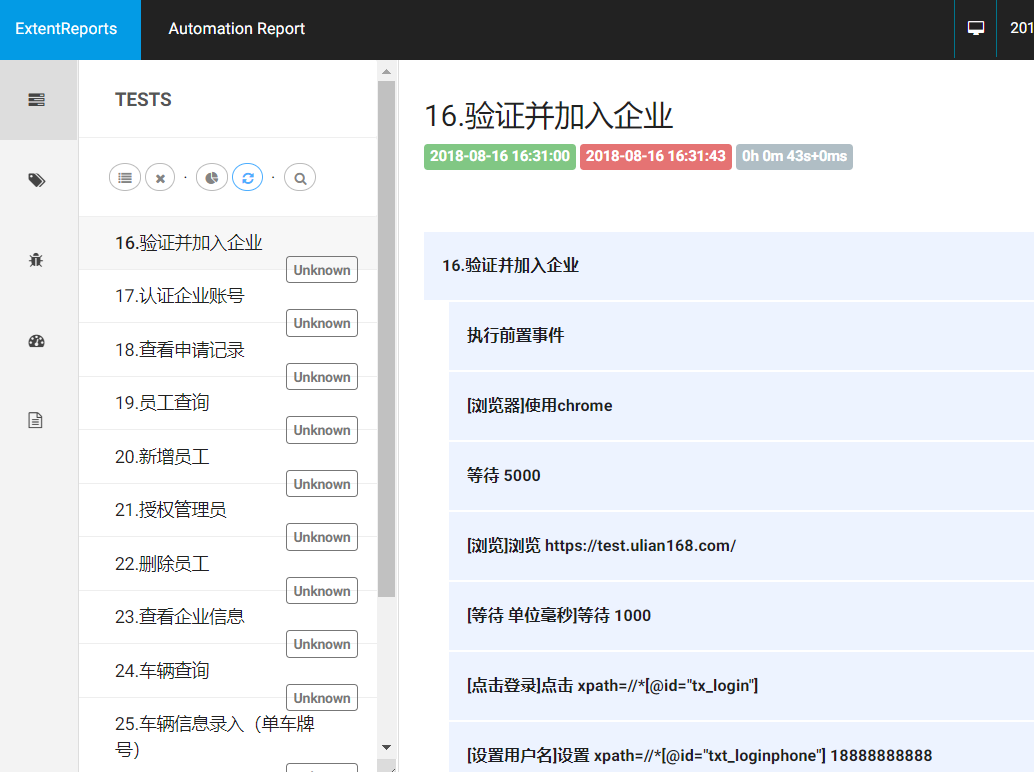 ExtentReports
Automation Report
201
TESTS
16.验证并加入企业
Unknown
17.认证企业账号
Unknown
18.查看申请记录
Unknown
19.员工查询
Unknown
20.新增员工
Unknown
21.授权管理员
Unknown
22.删除员工
Unknown
23.查看企业信息
Unknown
24.车辆查询
Unknown
25.车辆信息录入（单车牌
号）
16.验证并加入企业
2018-08-16 16:31:00 2018-08-16 16:31:43 0h 0m 43s+0ms
16.验证并加入企业
执行前置事件
[浏览器]使用chrome
等待 5000
[浏览]浏览 https://test.ulian168.com/
[等待 单位毫秒]等待 1000
[点击登录]点击 xpath=//*[@id="tx_login"]
[设置用户名]设置 xpath=//*[@id="txt_loginphone"] 18888888888